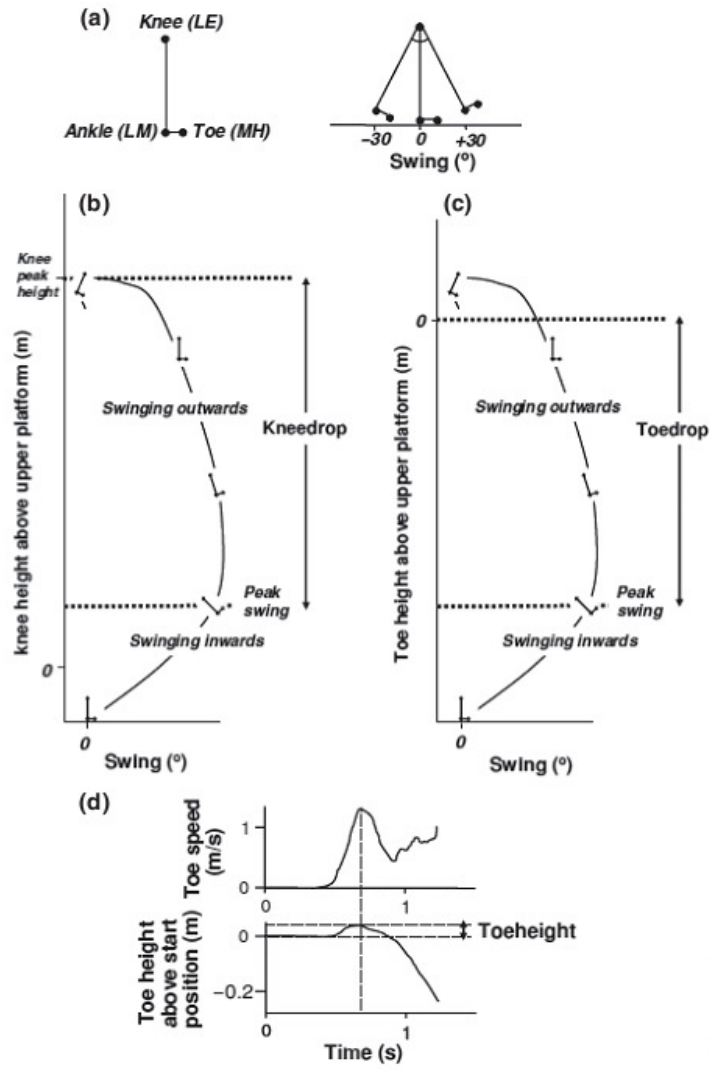 (a)
Knee (LE)
Ankle (LM)
Toe (MH)
−30 0 +30
Swing (º)
(b)
Knee
peak
height
knee height above upper platform (m)
Swinging outwards
Kneedrop
Peak
swing
Swinging inwards
0
0
Swing (º)
(c)
0
Toe height above upper platform (m)
Swinging outwards
Toedrop
Peak
swing
Swinging inwards
0
Swing (º)
(d)
Toe speed
(m/s)
1
0
0 1
Toe height
above start
position (m)
0
−0.2
Toeheight
0 1
Time (s)